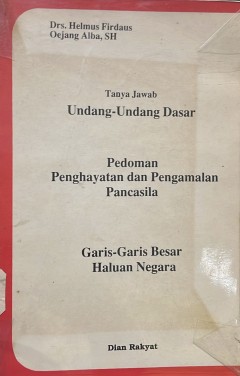 Drs. Helmus Firdaus
Oejang Alba, SH
Tanya Jawab
Undang-Undang Dasar
Pedoman
Penghayatan dan Pengamalan
Pancasila
Garis-Garis Besar
Haluan Negara
Dian Rakyat